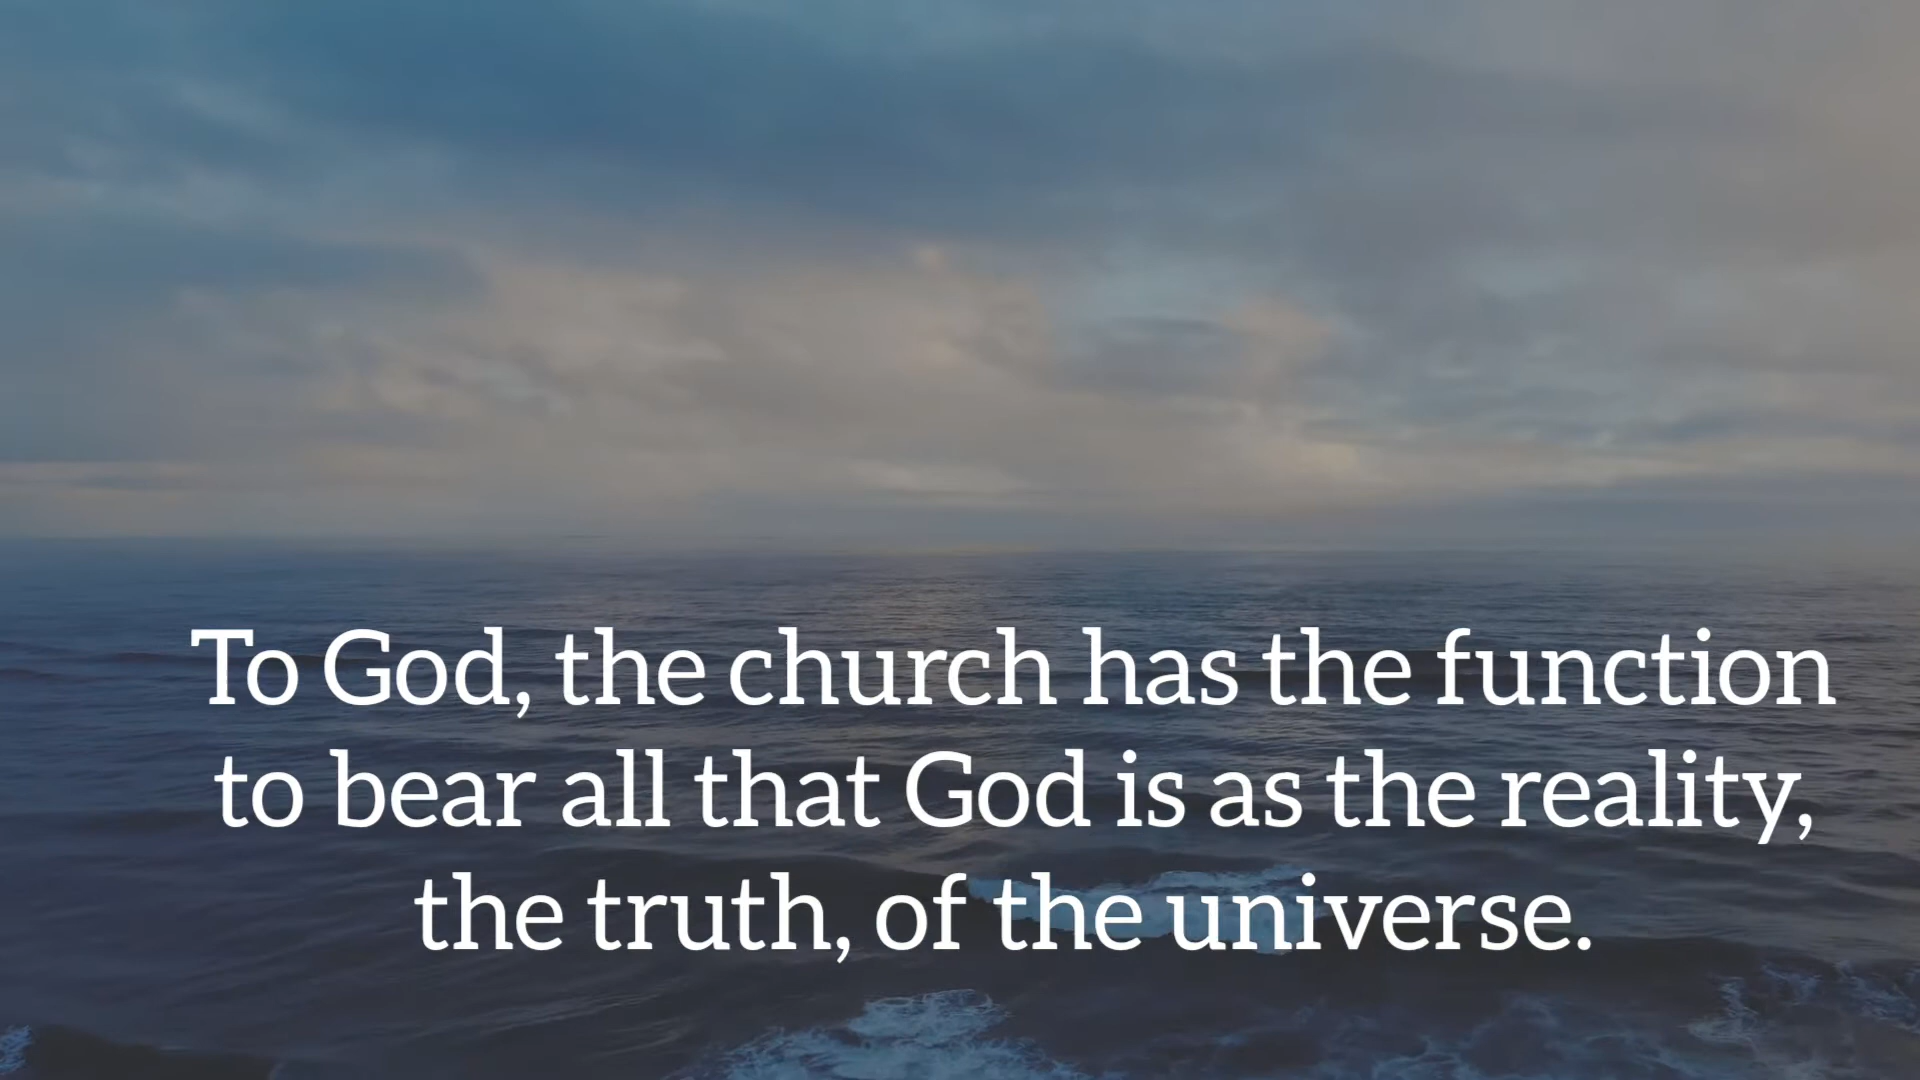 To God, the church has the function
to bear all that God is as the reality,
the truth, of the universe.